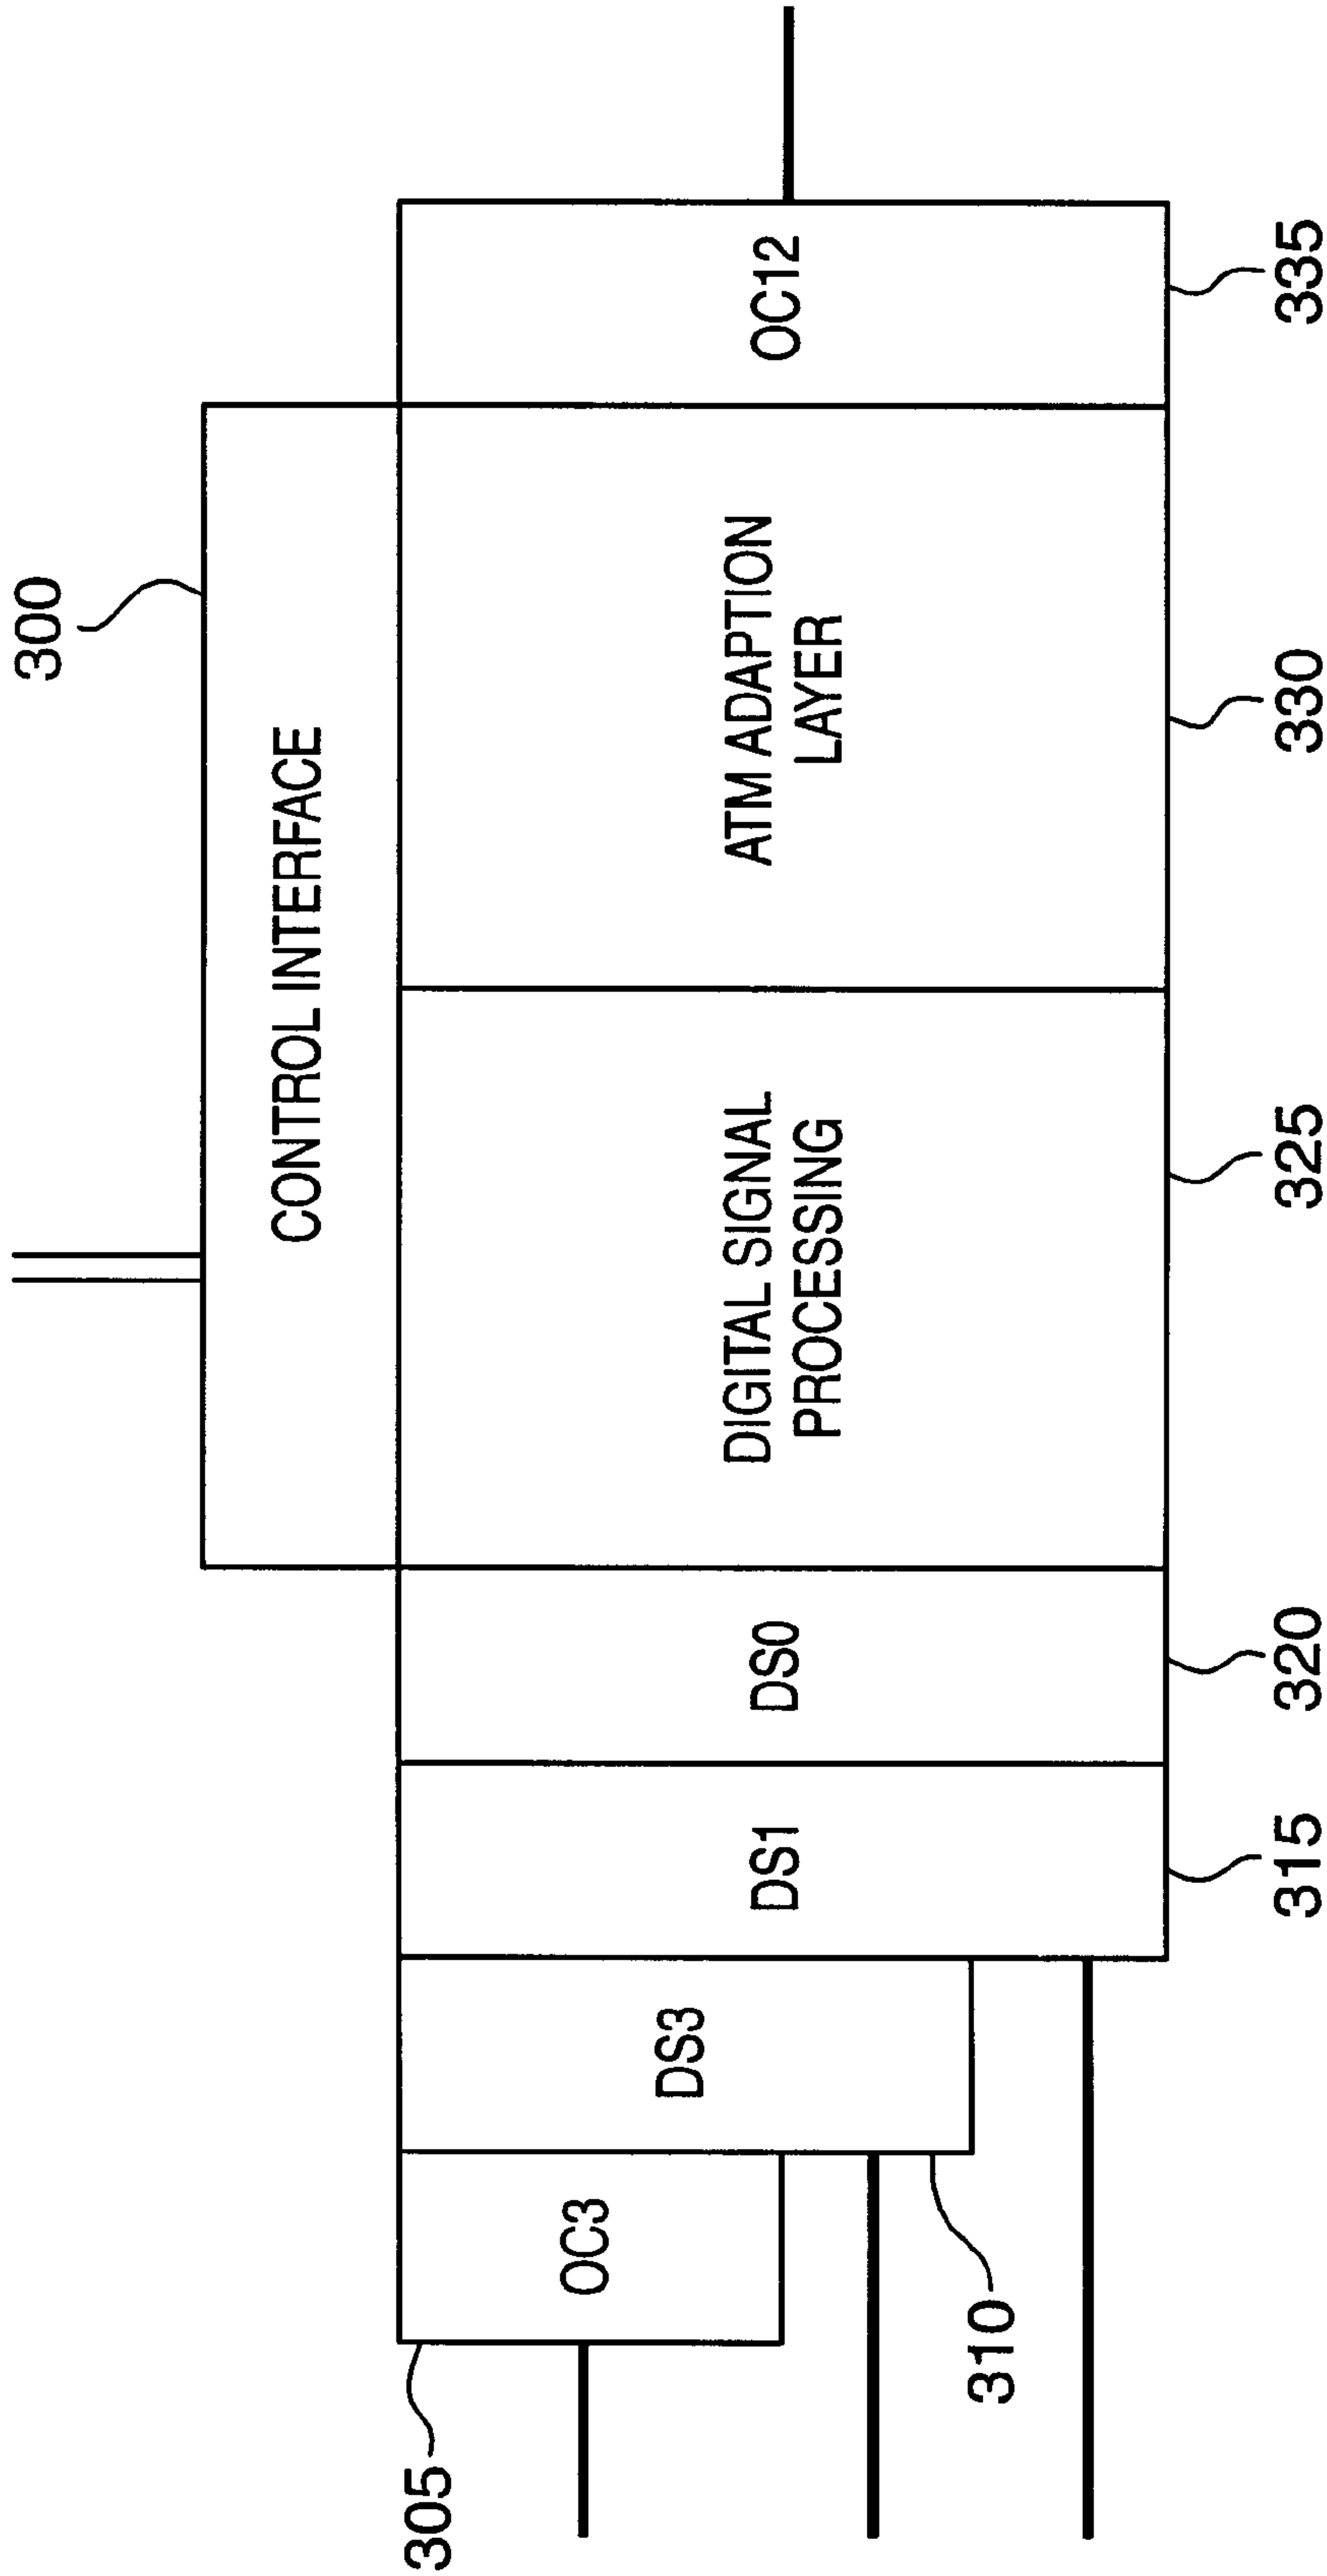 300
CONTROL INTERFACE
305
OC3
310
DS3
DS1
DS0
DIGITAL SIGNAL
PROCESSING
ATM ADAPTION
LAYER
OC12
315
320
325
330
335